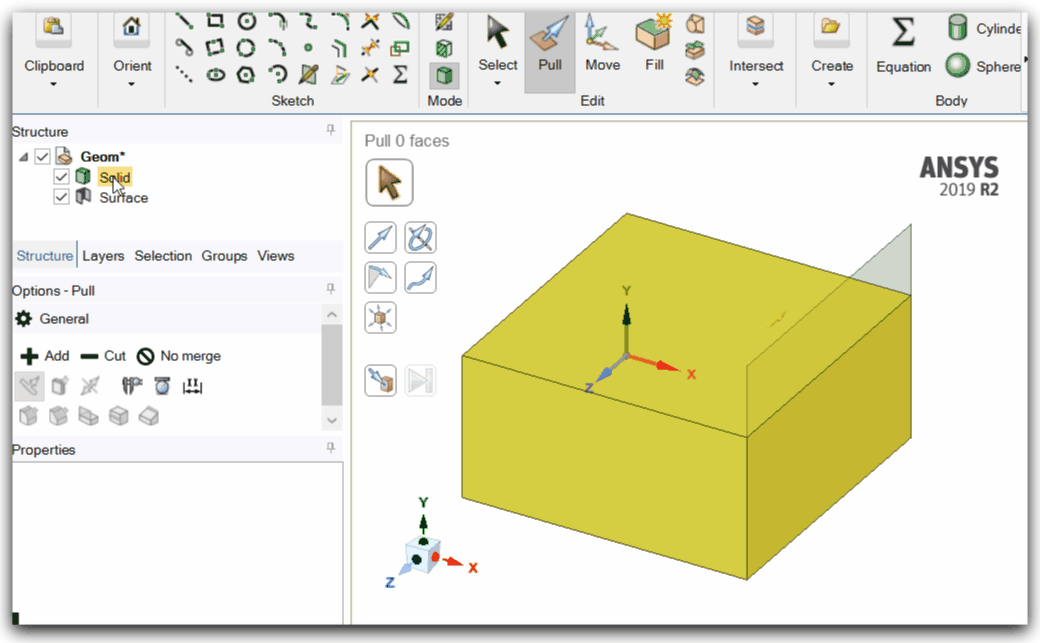 Clipboard
Orient
Sketch
Mode
Select
Pull
Move
Fill
Edit
Intersect
Create
Equation
Cylinde
Sphere
Body
Structure
Geom*
Solid
Surface
Structure Layers Selection Groups Views
Options - Pull
General
Add Cut No merge
Properties
Pull 0 faces
ANSYS
2019 R2
Y
X
Z
Y
X
Z